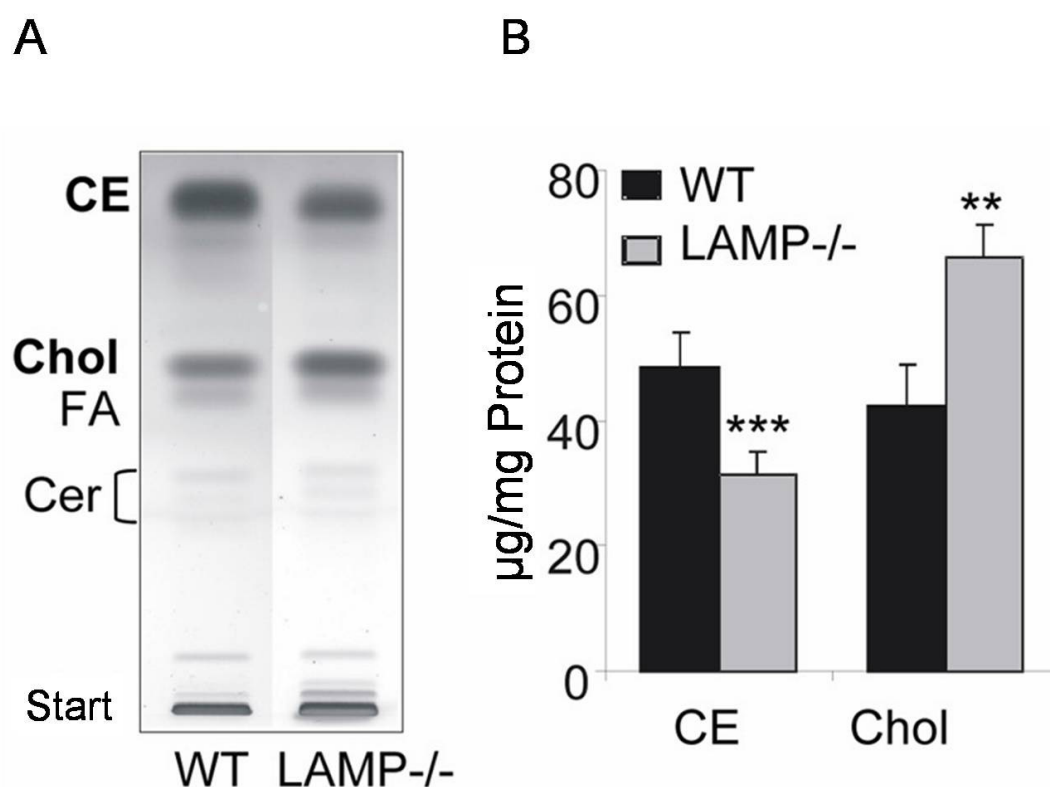 A
CE
Chol
FA
Cer
Start
WT LAMP-/-
B
80
60
40
20
0
µg/mg Protein
WT
LAMP-/-
***
**
CE Chol